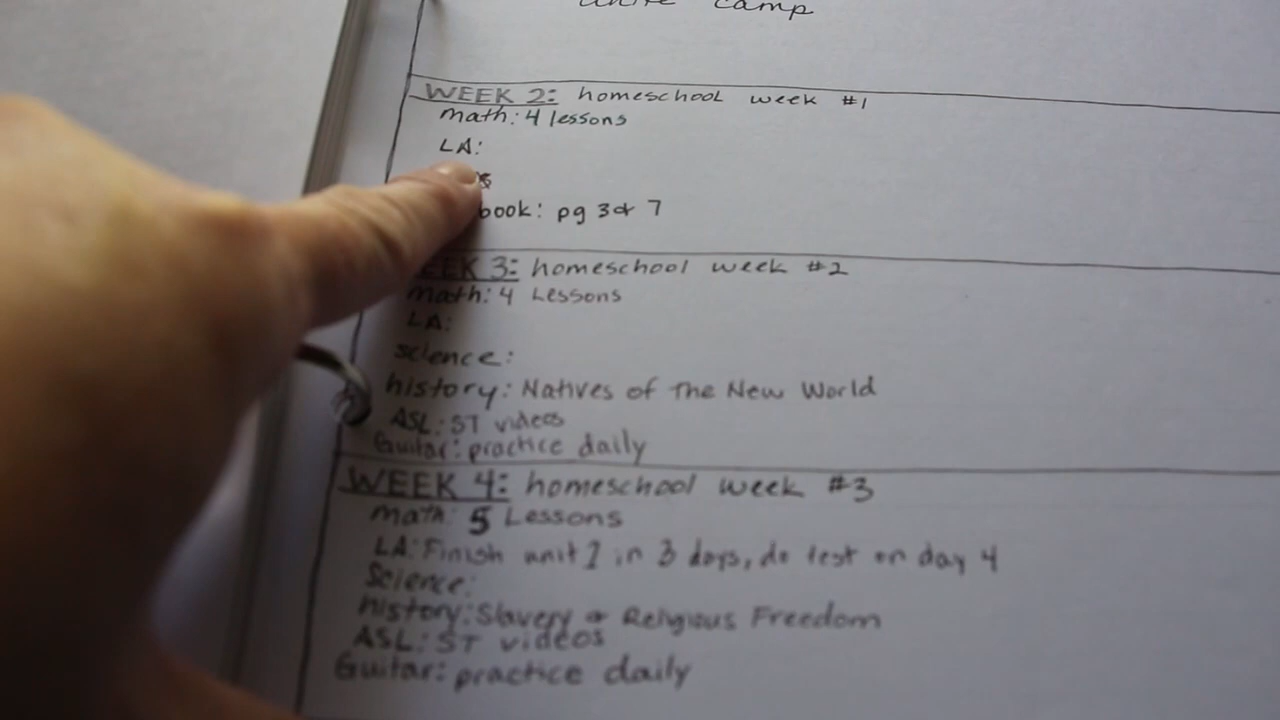 camp
WEEK 2: homeschool week #1
math: 4 lessons
LA:
book: pg 3 & 7
WEEK 3: homeschool week #2
math: 4 Lessons
LA:
science:
history: Natives of The New World
ASL: ST videos
Guitar: practice daily
WEEK 4: homeschool week #3
math: 5 Lessons
LA: Finish unit 1 in 3 days, do test on day 4
Science:
history: Slavery & Religious Freedom
ASL: ST videos
Guitar: practice daily